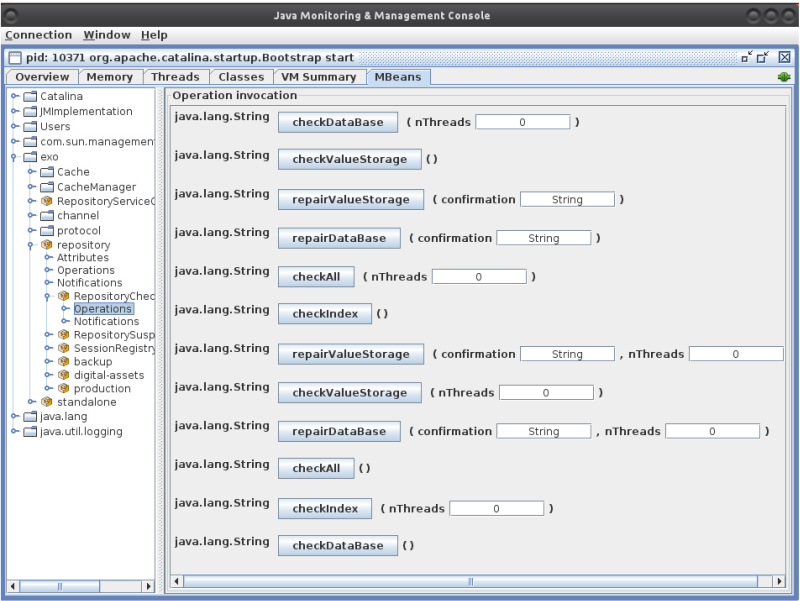 Java Monitoring & Management Console
Connection Window Help
pid: 10371 org.apache.catalina.startup.Bootstrap start
Overview Memory Threads Classes VM Summary MBeans
Catalina
JMImplementation
Users
com.sun.managemen
exo
Cache
CacheManager
RepositoryServiceC
channel
protocol
repository
Attributes
Operations
Notifications
RepositoryChec
Operations
Notifications
RepositorySusp
SessionRegistry
backup
digital-assets
production
standalone
java.lang
java.util.logging
Operation invocation
java.lang.String checkDataBase ( nThreads 0 )
java.lang.String checkValueStorage ()
java.lang.String repairValueStorage ( confirmation String )
java.lang.String repairDataBase ( confirmation String )
java.lang.String checkAll ( nThreads 0 )
java.lang.String checkIndex ()
java.lang.String repairValueStorage ( confirmation String , nThreads 0
java.lang.String checkValueStorage ( nThreads 0 )
java.lang.String repairDataBase ( confirmation String , nThreads 0 )
java.lang.String checkAll ()
java.lang.String checkIndex ( nThreads 0 )
java.lang.String checkDataBase ()